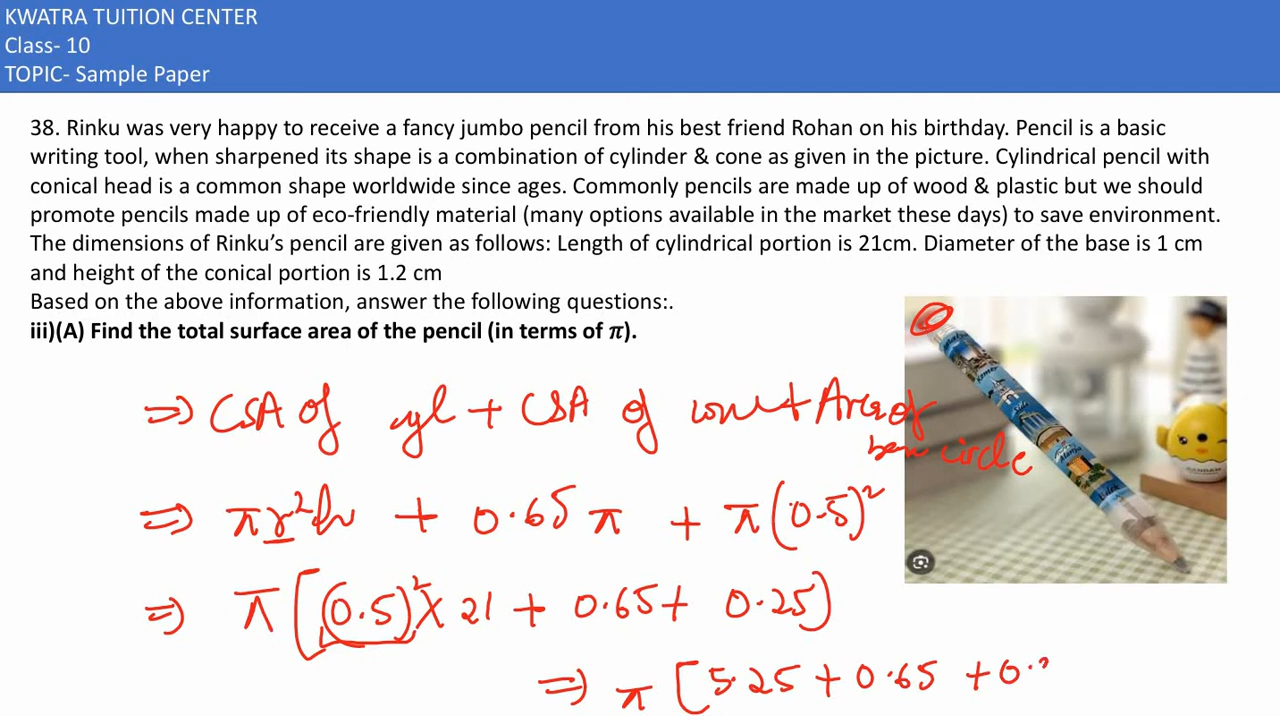 KWATRA TUITION CENTER
Class- 10
TOPIC- Sample Paper
38. Rinku was very happy to receive a fancy jumbo pencil from his best friend Rohan on his birthday. Pencil is a basic
writing tool, when sharpened its shape is a combination of cylinder & cone as given in the picture. Cylindrical pencil with
conical head is a common shape worldwide since ages. Commonly pencils are made up of wood & plastic but we should
promote pencils made up of eco-friendly material (many options available in the market these days) to save environment.
The dimensions of Rinku’s pencil are given as follows: Length of cylindrical portion is 21cm. Diameter of the base is 1 cm
and height of the conical portion is 1.2 cm
Based on the above information, answer the following questions:.
iii)(A) Find the total surface area of the pencil (in terms of π).
⇒ CSA of cyl + CSA of cone + Area of
base circle
⇒ πr²h + 0.65 π + π(0.5)²
⇒ π[(0.5)² × 21 + 0.65 + 0.25)
⇒ π [5.25 + 0.65 + 0.